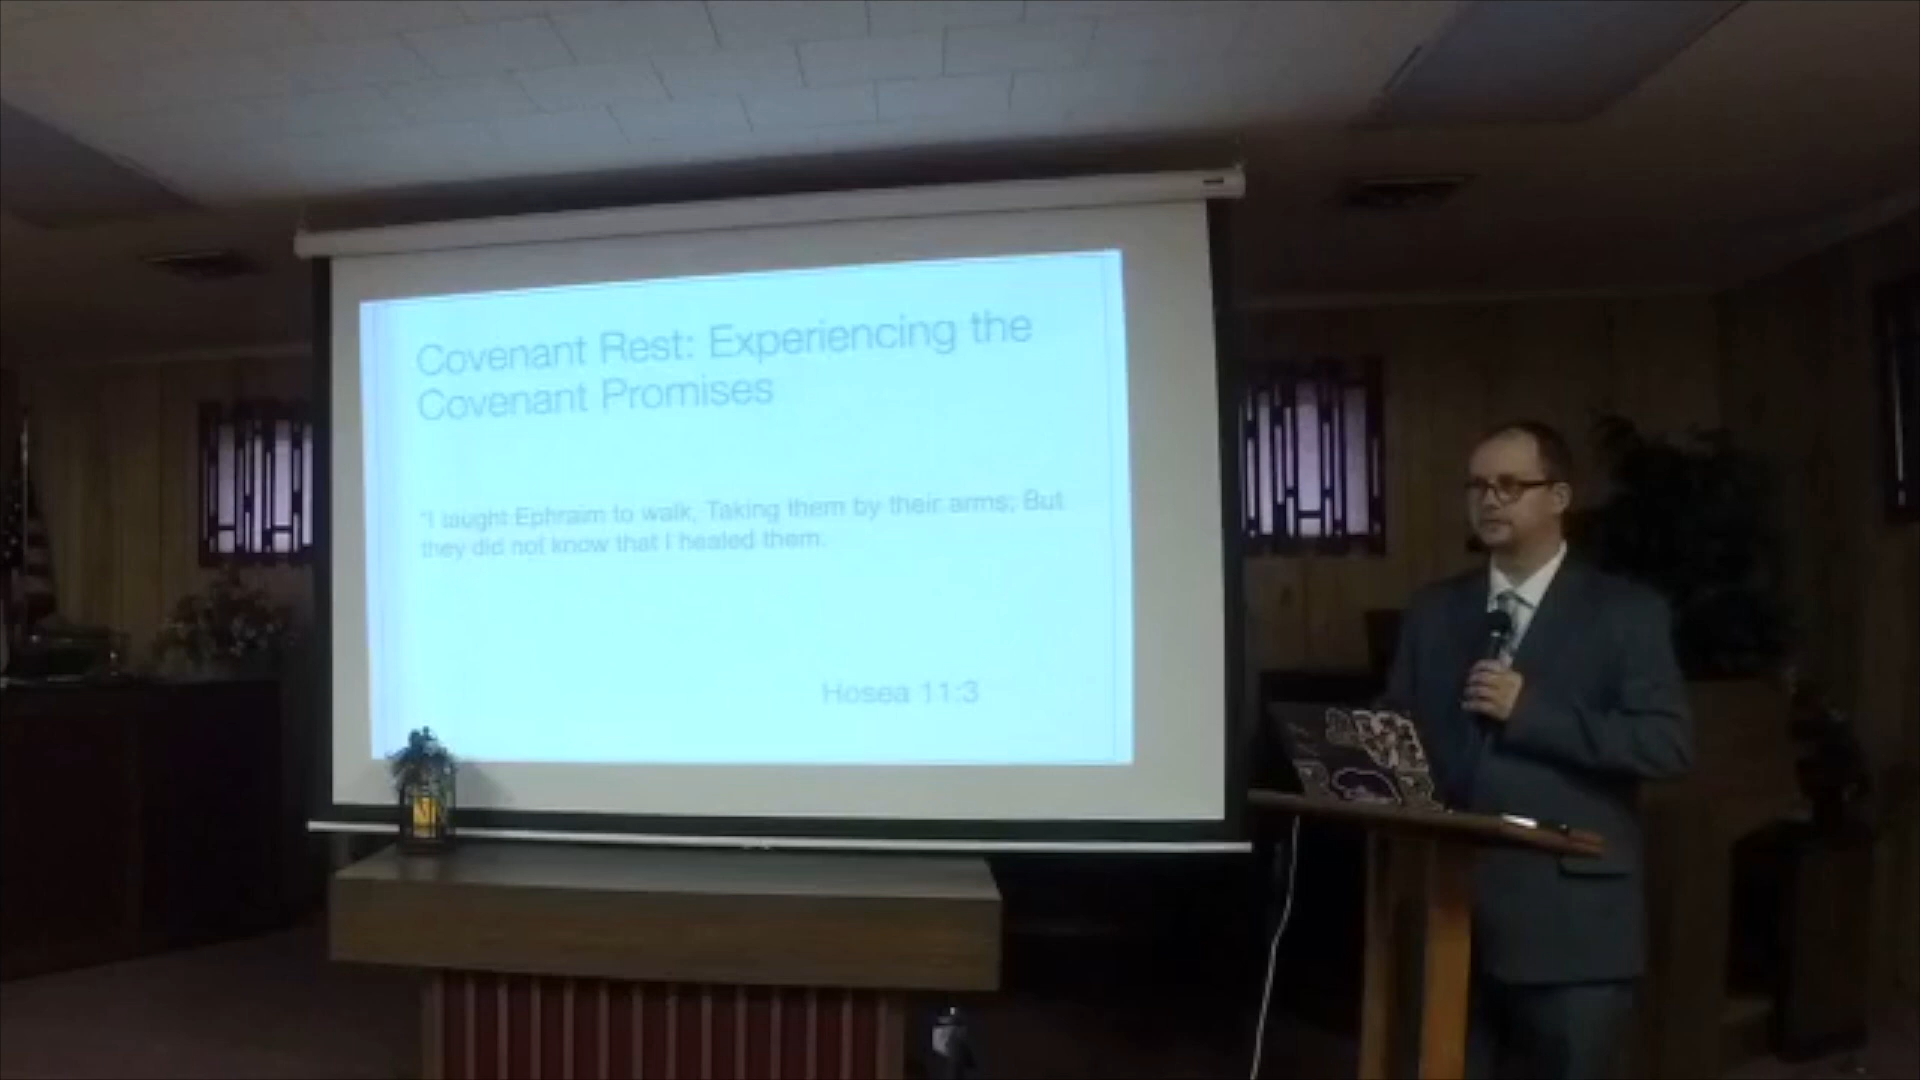 Covenant Rest: Experiencing the
Covenant Promises
"I taught Ephraim to walk, Taking them by their arms; But
they did not know that I healed them.
Hosea 11:3